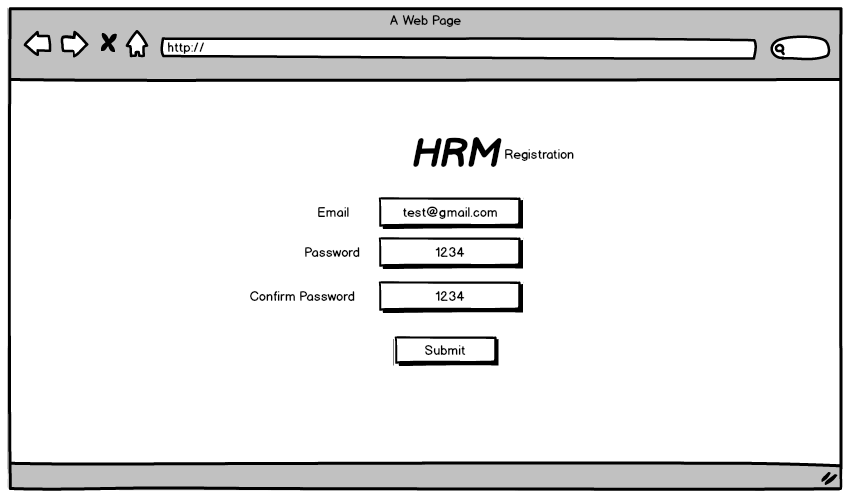 A Web Page
http://
HRM Registration
Email test@gmail.com
Password 1234
Confirm Password 1234
Submit